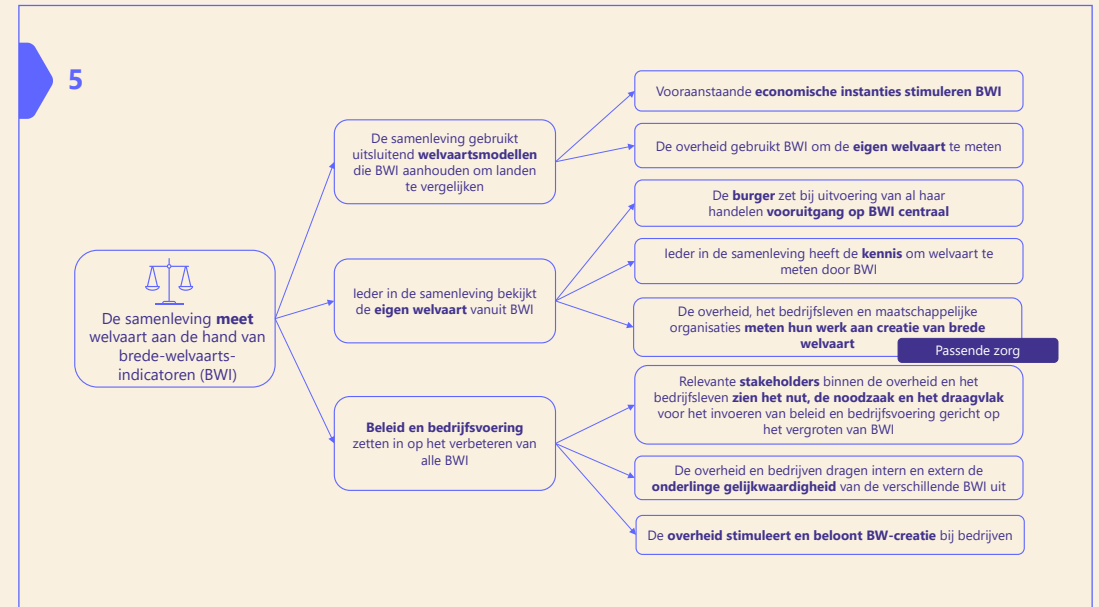 5
De samenleving meet
welvaart aan de hand van
brede-welvaarts-
indicatoren (BWI)
De samenleving gebruikt
uitsluitend welvaartsmodellen
die BWI aanhouden om landen
te vergelijken
Ieder in de samenleving bekijkt
de eigen welvaart vanuit BWI
Beleid en bedrijfsvoering
zetten in op het verbeteren van
alle BWI
Vooraanstaande economische instanties stimuleren BWI
De overheid gebruikt BWI om de eigen welvaart te meten
De burger zet bij uitvoering van al haar
handelen vooruitgang op BWI centraal
Ieder in de samenleving heeft de kennis om welvaart te
meten door BWI
De overheid, het bedrijfsleven en maatschappelijke
organisaties meten hun werk aan creatie van brede
welvaart
Passende zorg
Relevante stakeholders binnen de overheid en het
bedrijfsleven zien het nut, de noodzaak en het draagvlak
voor het invoeren van beleid en bedrijfsvoering gericht op
het vergroten van BWI
De overheid en bedrijven dragen intern en extern de
onderlinge gelijkwaardigheid van de verschillende BWI uit
De overheid stimuleert en beloont BW-creatie bij bedrijven